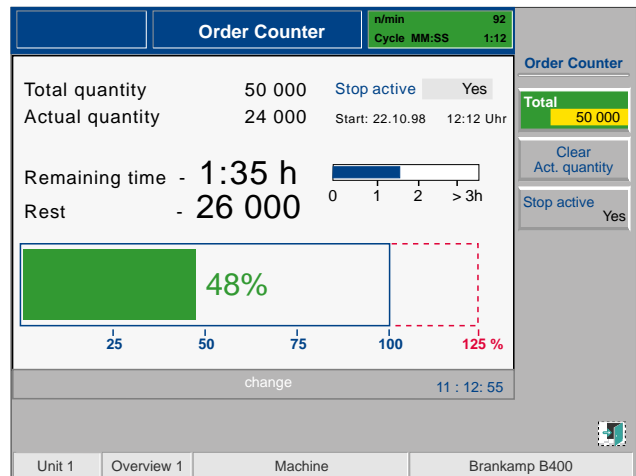 Order Counter
n/min 92
Cycle MM:SS 1:12
Order Counter
Total quantity 50 000 Stop active Yes
Actual quantity 24 000 Start: 22.10.98 12:12 Uhr
Remaining time - 1:35 h
0 1 2 > 3h
Rest - 26 000
48%
25 50 75 100 125 %
change 11 : 12: 55
Total
50 000
Clear
Act. quantity
Stop active
Yes
Unit 1 Overview 1 Machine Brankamp B400